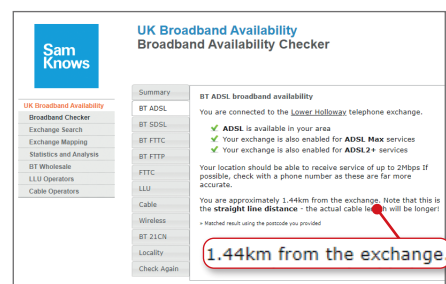 Sam
Knows
UK Broadband Availability
Broadband Availability Checker
UK Broadband Availability
Broadband Checker
Exchange Search
Exchange Mapping
Statistics and Analysis
BT Wholesale
LLU Operators
Cable Operators
Summary
BT ADSL
BT SDSL
BT FTTC
BT FTTP
FTTC
LLU
Cable
Wireless
BT 21CN
Locality
Check Again
BT ADSL broadband availability
You are connected to the Lower Holloway telephone exchange.
ADSL is available in your area
Your exchange is also enabled for ADSL Max services
Your exchange is also enabled for ADSL2+ services
Your location should be able to receive service of up to 2Mbps If
possible, check with a phone number as these are far more
accurate.
You are approximately 1.44km from the exchange. Note that this is
the straight line distance - the actual cable length will be longer!
» Matched result using the postcode you provided
1.44km from the exchange.